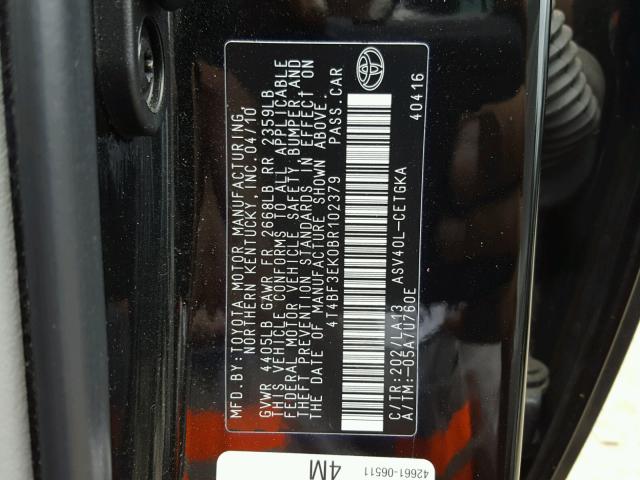 MFD.BY:TOYOTA MOTOR MANUFACTURING
NORTHERN KENTUCKY, INC.04/10
GVWR 4405LB GAWR FR 2668LB RR 2359LB
THIS VEHICLE CONFORMS TO ALL APPLICABLE
FEDERAL MOTOR VEHICLE SAFETY, BUMPER, AND
THEFT PREVENTION STANDARDS IN EFFECT ON
THE DATE OF MANUFACTURE SHOWN ABOVE.
4T4BF3EK0BR102379 PASS CAR
C/TR:202/LA13 ASV40L-CETGKA
A/TM:-05A/U760E
40416
4M
42661-06511